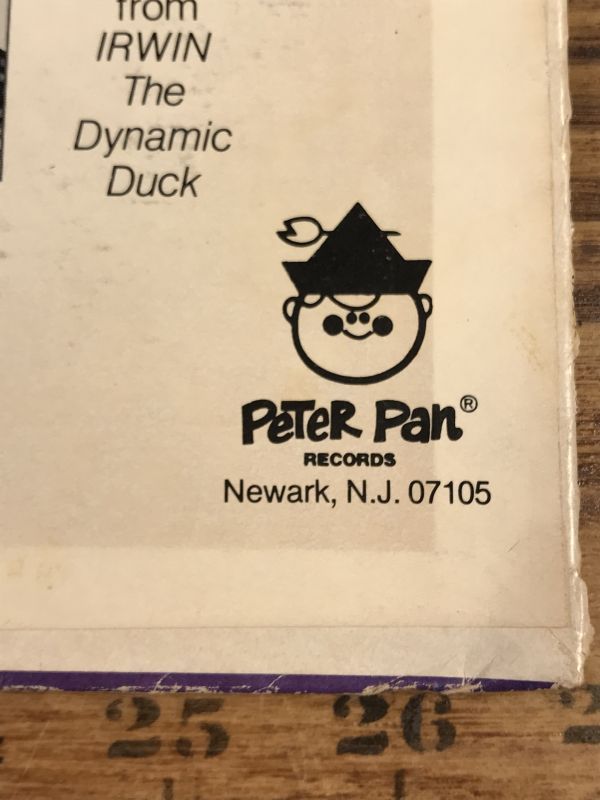 from
IRWIN
The
Dynamic
Duck
PeTeR Pan®
RECORDS
Newark, N.J. 07105
25 26